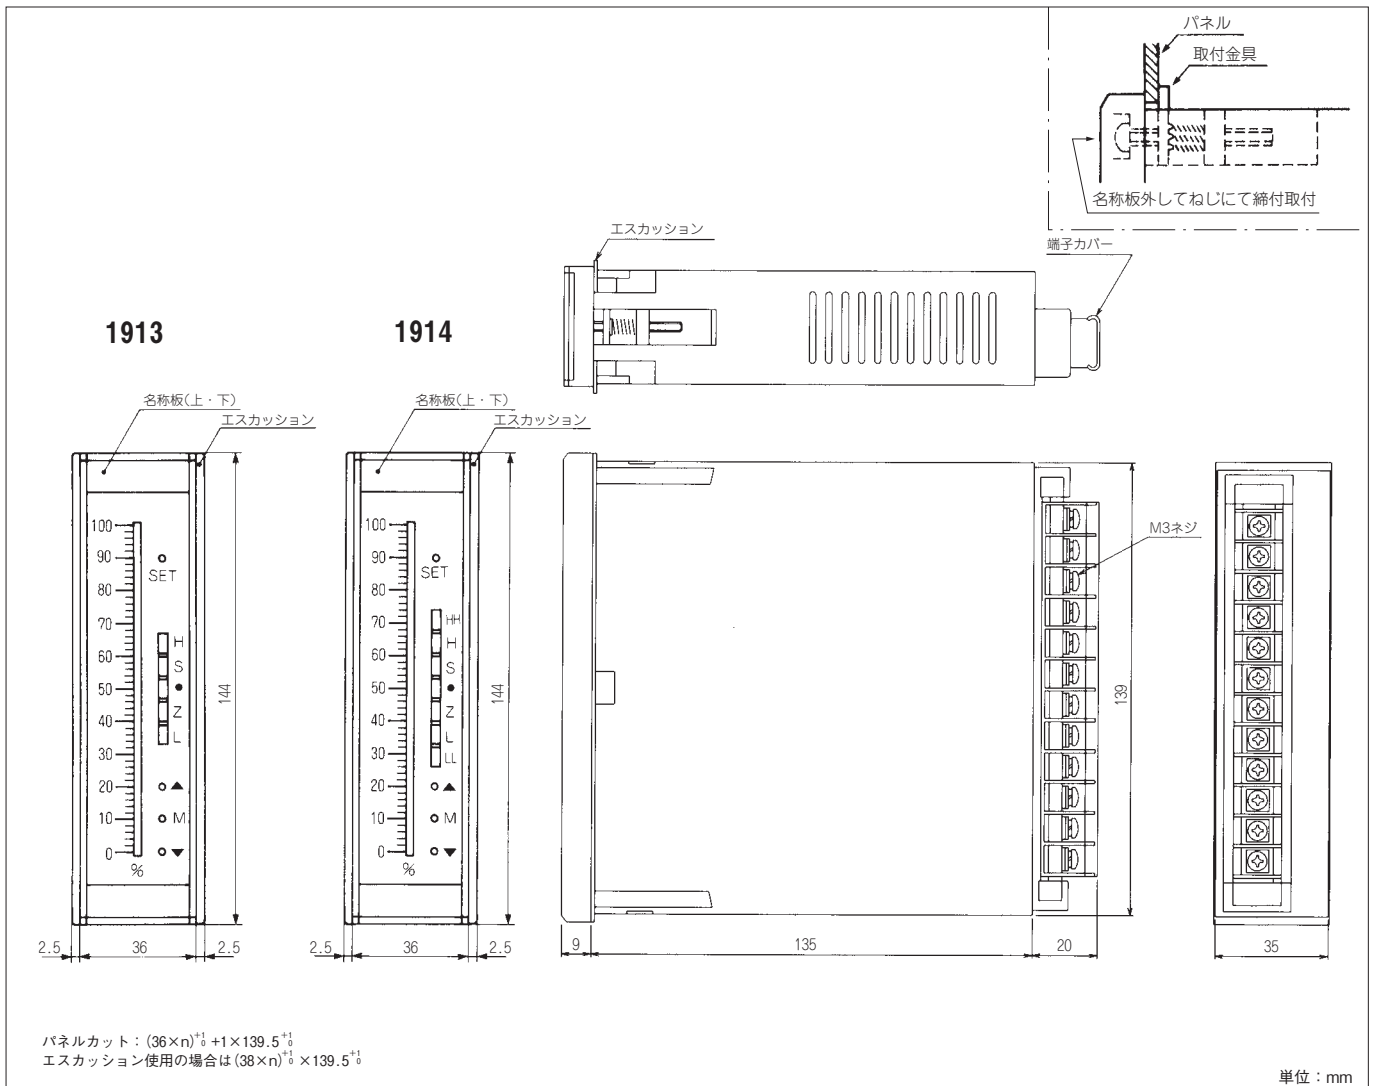 パネル
取付金具
名称板外してねじにて締付取付
エスカッション
端子カバー
1913
1914
名称板(上・下)
エスカッション
名称板(上・下)
エスカッション
100
90
80
70
60
50
40
30
20
10
0
%
SET
H
S
Z
L
▲
M
▼
144
2.5
36
2.5
100
90
80
70
60
50
40
30
20
10
0
%
SET
HH
H
S
Z
L
LL
▲
M
▼
144
2.5
36
2.5
M3ネジ
139
9
135
20
35
パネルカット:(36×n)+1 0 +1×139.5+1 0
エスカッション使用の場合は(38×n)+1 0 ×139.5+1 0
単位:mm